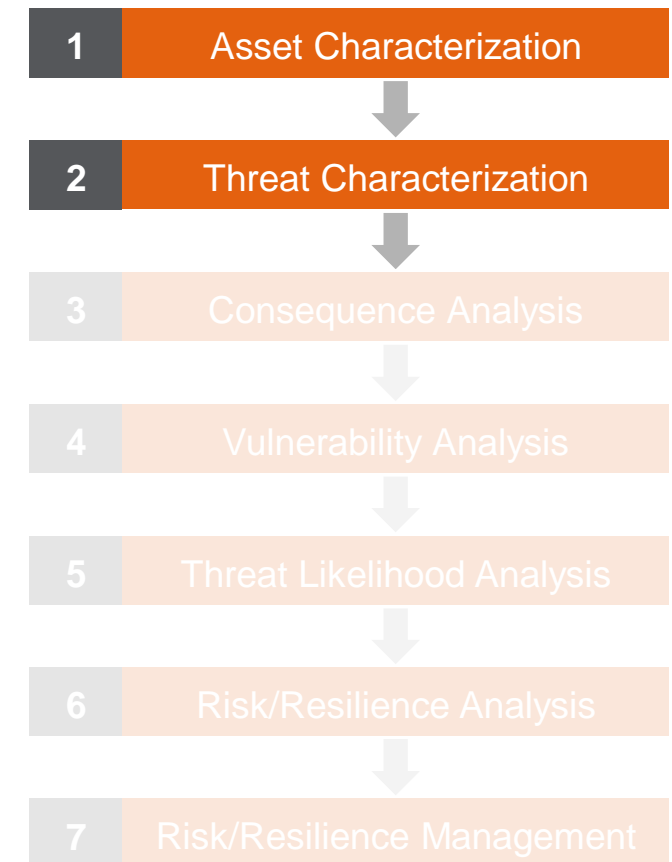 1 Asset Characterization
2 Threat Characterization
3 Consequence Analysis
4 Vulnerability Analysis
5 Threat Likelihood Analysis
6 Risk/Resilience Analysis
7 Risk/Resilience Management